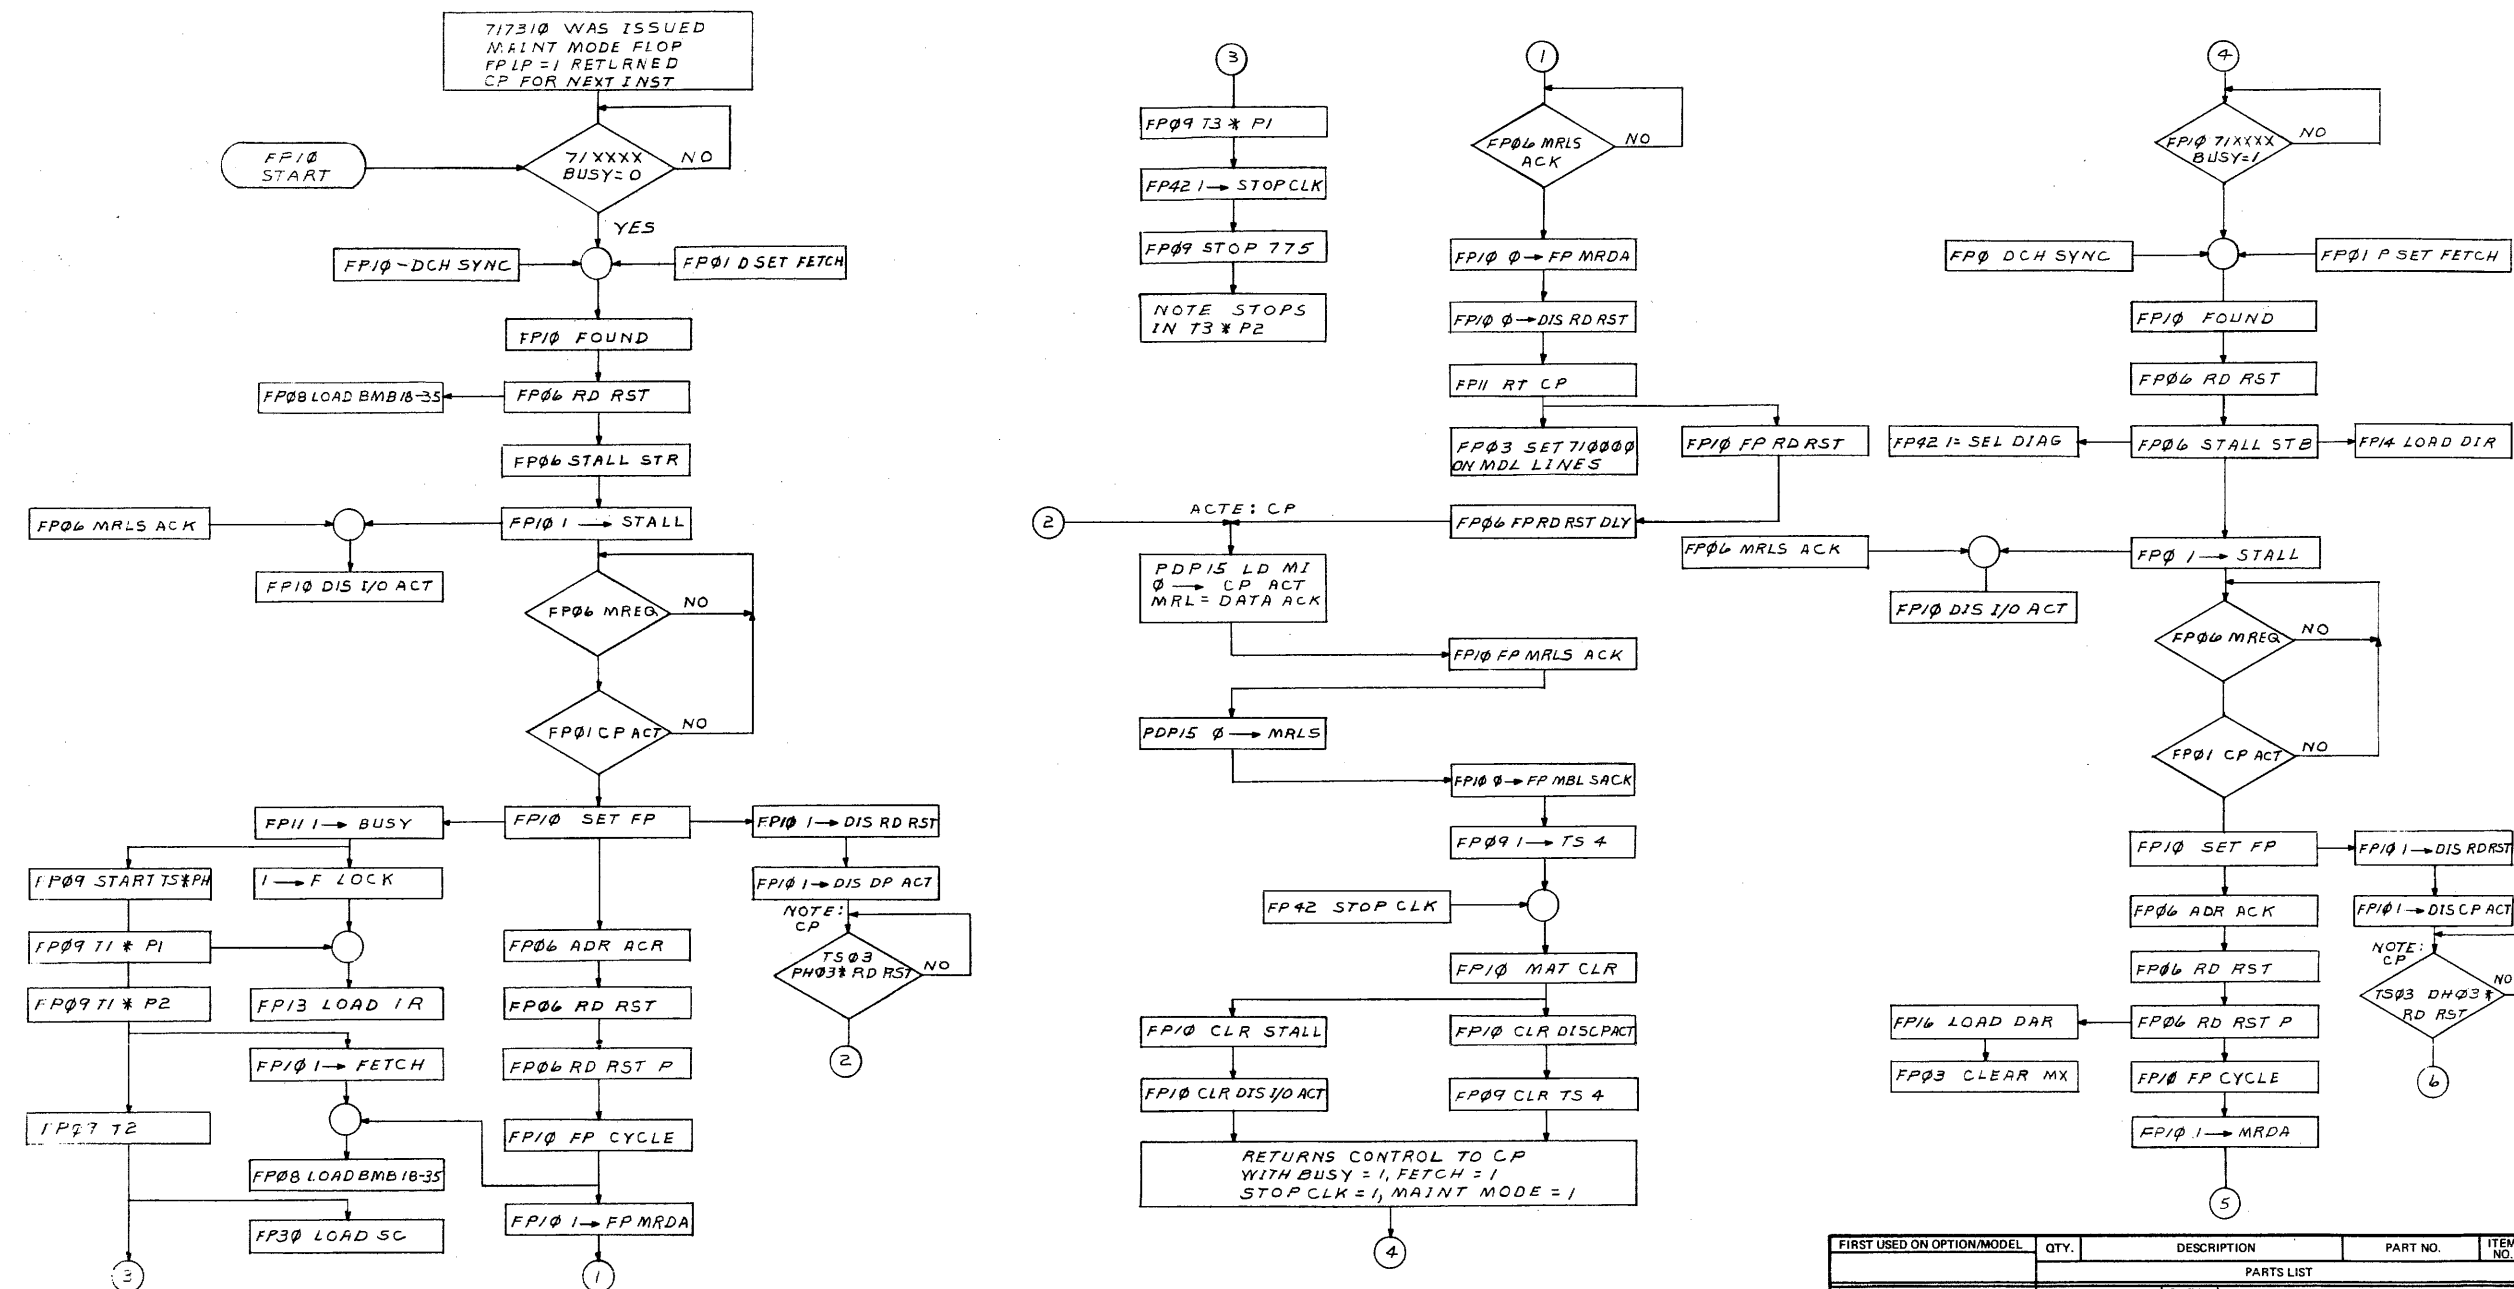 717310 WAS ISSUED
MAINT MODE FLOP
FPLP=1 RETLRNED
CP FOR NEXT INST
FP1Ø
START
71XXXX
BUSY=0
NO
YES
FP1Ø-DCH SYNC
FPØ1 D SET FETCH
FP1Ø FOUND
FPØ8 LOAD BMB18-35
FPØ6 RD RST
FPØ6 STALL STR
FPØ6 MRLS ACK
FP1Ø 1 → STALL
FP1Ø DIS I/O ACT
FPØ6 MREQ
NO
FPØ1 CP ACT
NO
FP11 1 → BUSY
FP1Ø SET FP
FP1Ø 1 → DIS RD RST
FPØ9 START TS*PH
1 → F LOCK
FP1Ø 1 → DIS DP ACT
NOTE:
CP
FPØ9 T1 * P1
FPØ6 ADR ACR
TSØ3
PHØ3* RD RST
NO
FPØ9 T1 * P2
FP13 LOAD IR
FPØ6 RD RST
2
FP1Ø 1 → FETCH
FPØ6 RD RST P
FPØ9 T2
FP1Ø FP CYCLE
FPØ8 LOAD BMB 18-35
FP3Ø LOAD SC
FP1Ø 1 → FP MRDA
3
1
3
FPØ9 T3 * P1
FP42 1 → STOP CLK
FPØ9 STOP 775
NOTE STOPS
IN T3 * P2
1
FPØ6 MRLS
ACK
NO
FP1Ø Ø → FP MRDA
FP1Ø Ø → DIS RD RST
FP11 RT CP
FPØ3 SET 71ØØØØ
ON MDL LINES
FP1Ø FP RD RST
2
ACTE: CP
FPØ6 FP RD RST DLY
PDP15 LD MI
Ø → CP ACT
MRL = DATA ACK
FP1Ø FP MRLS ACK
PDP15 Ø → MRLS
FP1Ø Ø → FP MBL SACK
FPØ9 1 → TS 4
FP42 STOP CLK
FP1Ø MAT CLR
FP1Ø CLR STALL
FP1Ø CLR DISCPACT
FP1Ø CLR DIS I/O ACT
FPØ9 CLR TS 4
RETURNS CONTROL TO CP
WITH BUSY = 1, FETCH = 1
STOP CLK = 1, MAINT MODE = 1
4
4
FP1Ø 71XXXX
BUSY=1
NO
FPØ DCH SYNC
FPØ1 P SET FETCH
FP1Ø FOUND
FPØ6 RD RST
FP42 1= SEL DIAG
FPØ6 STALL STB
FP14 LOAD DIR
FPØ6 MRLS ACK
FPØ 1 → STALL
FP1Ø DIS I/O ACT
FPØ6 MREQ
NO
FPØ1 CP ACT
NO
FP1Ø SET FP
FP1Ø 1 → DIS RDRST
FPØ6 ADR ACK
FP1Ø 1 → DIS CP ACT
NOTE:
CP
FPØ6 RD RST
TSØ3 DHØ3 *
RD RST
NO
FP16 LOAD DAR
FPØ6 RD RST P
FPØ3 CLEAR MX
FP1Ø FP CYCLE
6
FP1Ø 1 → MRDA
5
FIRST USED ON OPTION/MODEL
QTY.
DESCRIPTION
PART NO.
ITEM
NO.
PARTS LIST